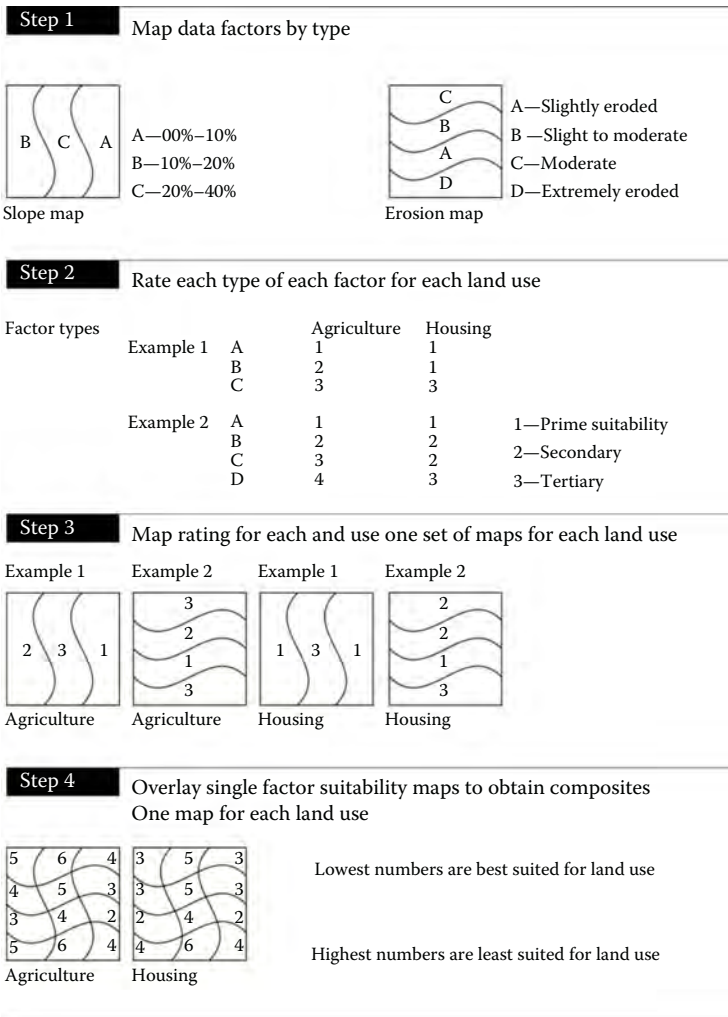 Step 1
Map data factors by type
B C A
A—00%–10%
B—10%–20%
C—20%–40%
Slope map
C
B
A
D
A—Slightly eroded
B —Slight to moderate
C—Moderate
D—Extremely eroded
Erosion map
Step 2
Rate each type of each factor for each land use
Factor types
Agriculture Housing
Example 1 A 1 1
B 2 1
C 3 3
Example 2 A 1 1
B 2 2
C 3 2
D 4 3
1—Prime suitability
2—Secondary
3—Tertiary
Step 3
Map rating for each and use one set of maps for each land use
Example 1
2 3 1
Agriculture
Example 2
3
2
1
3
Agriculture
Example 1
1 3 1
Housing
Example 2
2
2
1
3
Housing
Step 4
Overlay single factor suitability maps to obtain composites
One map for each land use
5 6 4
4 5 3
3 4 2
5 6 4
Agriculture
3 5 3
3 5 3
2 4 2
4 6 4
Housing
Lowest numbers are best suited for land use
Highest numbers are least suited for land use